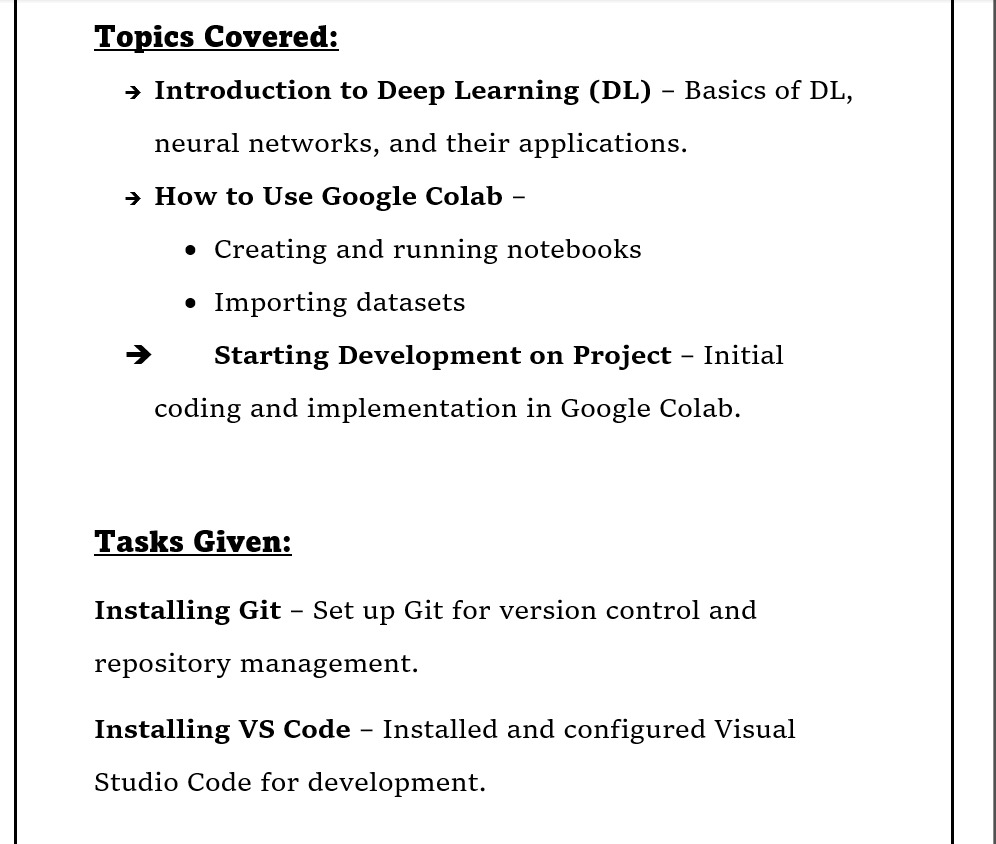 Topics Covered:
➔ Introduction to Deep Learning (DL) – Basics of DL,
neural networks, and their applications.
➔ How to Use Google Colab –
• Creating and running notebooks
• Importing datasets
➔ Starting Development on Project – Initial
coding and implementation in Google Colab.
Tasks Given:
Installing Git – Set up Git for version control and
repository management.
Installing VS Code – Installed and configured Visual
Studio Code for development.